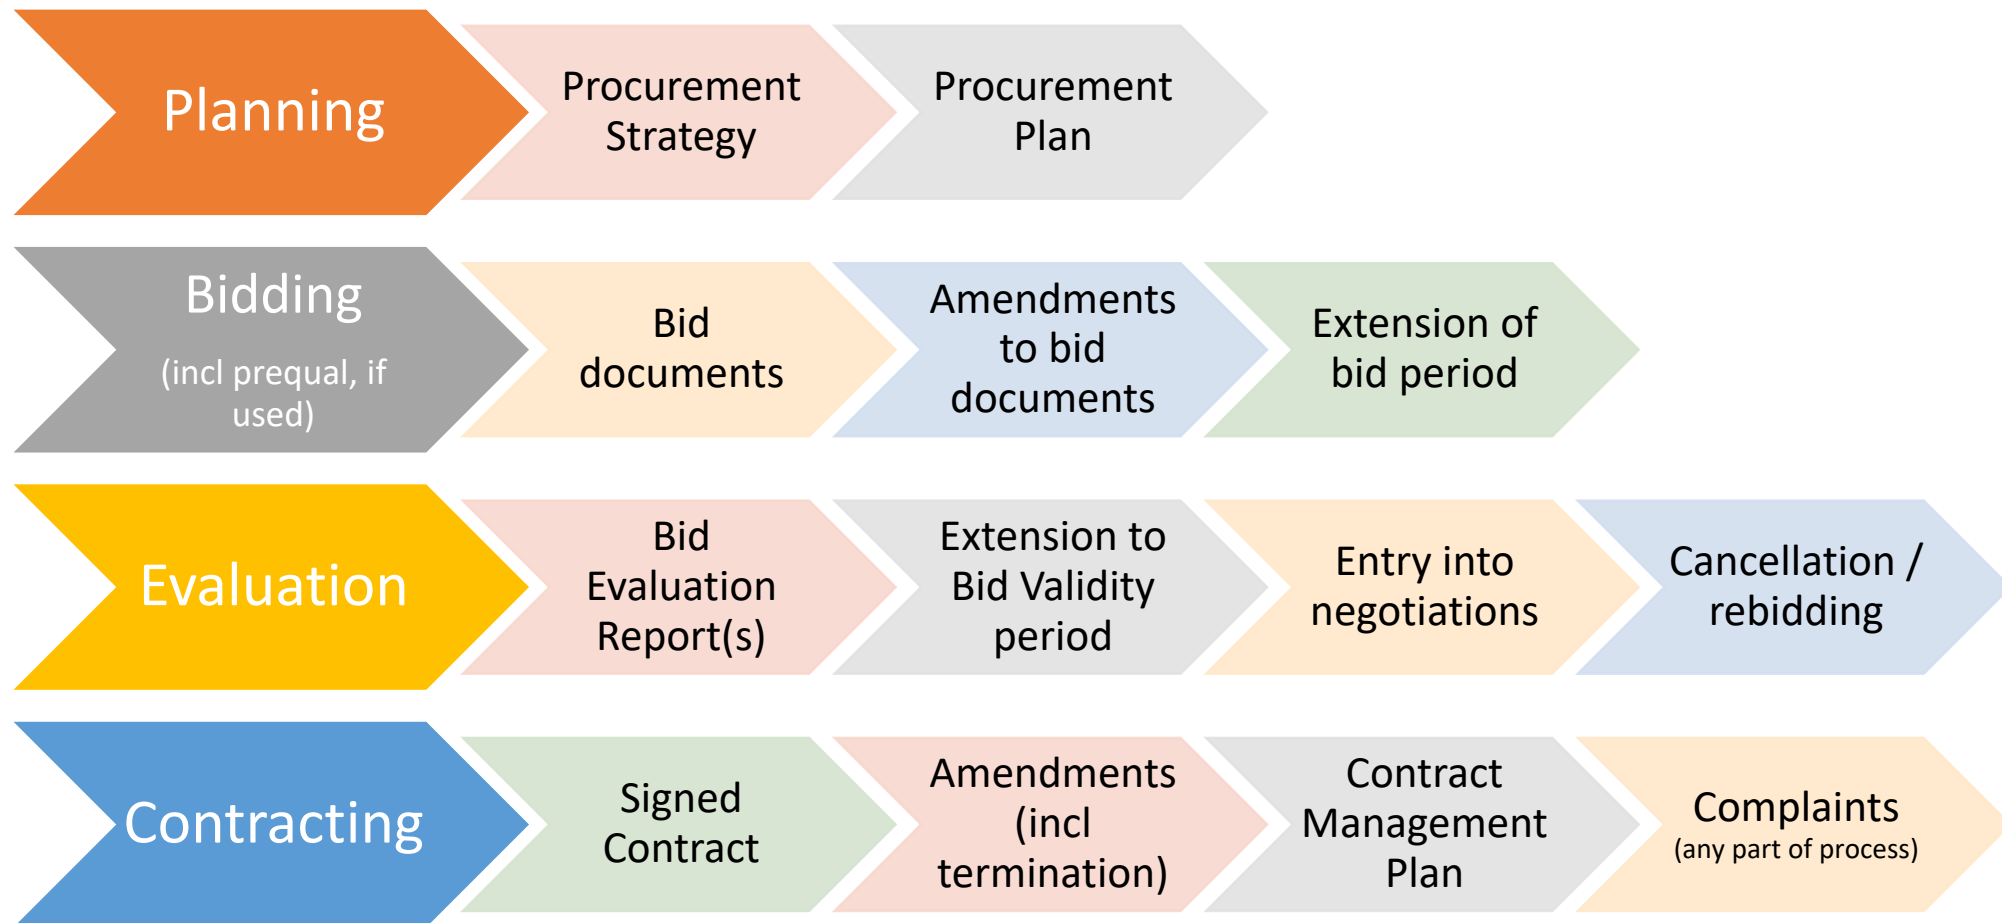 Planning
Procurement
Strategy
Procurement
Plan
Bidding
(incl prequal, if
used)
Bid
documents
Amendments
to bid
documents
Extension of
bid period
Evaluation
Bid
Evaluation
Report(s)
Extension to
Bid Validity
period
Entry into
negotiations
Cancellation /
rebidding
Contracting
Signed
Contract
Amendments
(incl
termination)
Contract
Management
Plan
Complaints
(any part of process)